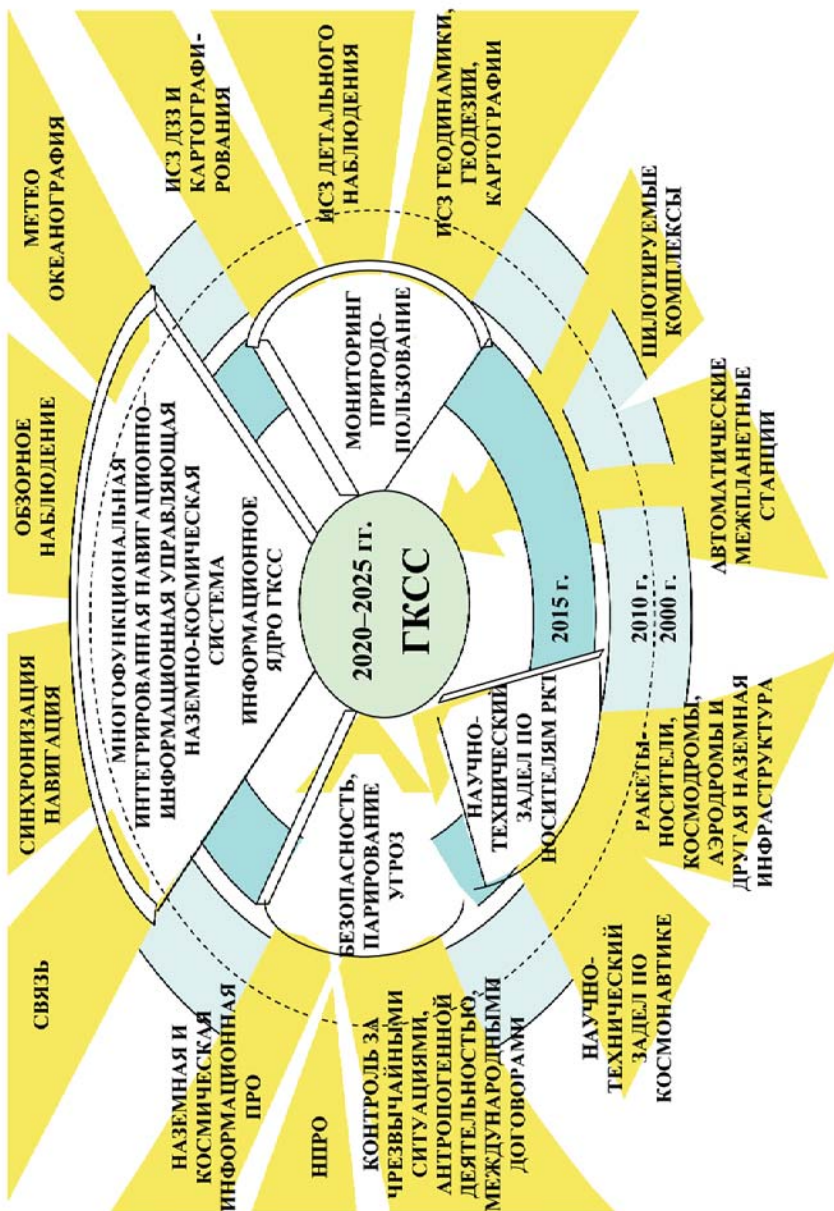 СВЯЗЬ
СИНХРОНИЗАЦИЯ
НАВИГАЦИЯ
ОБЗОРНОЕ
НАБЛЮДЕНИЕ
МЕТЕО
ОКЕАНОГРАФИЯ
ИСЗ ДЗЗ И
КАРТОГРАФИ-
РОВАНИЯ
ИСЗ ДЕТАЛЬНОГО
НАБЛЮДЕНИЯ
ИСЗ ГЕОДИНАМИКИ,
ГЕОДЕЗИИ,
КАРТОГРАФИИ
ПИЛОТИРУЕМЫЕ
КОМПЛЕКСЫ
АВТОМАТИЧЕСКИЕ
МЕЖПЛАНЕТНЫЕ
СТАНЦИИ
РАКЕТЫ-
НОСИТЕЛИ,
КОСМОДРОМЫ,
АЭРОДРОМЫ И
ДРУГАЯ НАЗЕМНАЯ
ИНФРАСТРУКТУРА
НАУЧНО-
ТЕХНИЧЕСКИЙ
ЗАДЕЛ ПО
КОСМОНАВТИКЕ
КОНТРОЛЬ ЗА
ЧРЕЗВЫЧАЙНЫМИ
СИТУАЦИЯМИ,
АНТРОПОГЕННОЙ
ДЕЯТЕЛЬНОСТЬЮ,
МЕЖДУНАРОДНЫМИ
ДОГОВОРАМИ
НПРО
НАЗЕМНАЯ И
КОСМИЧЕСКАЯ
ИНФОРМАЦИОННАЯ
ПРО
МНОГОФУНКЦИОНАЛЬНАЯ
ИНТЕГРИРОВАННАЯ НАВИГАЦИОННО–
ИНФОРМАЦИОННАЯ УПРАВЛЯЮЩАЯ
НАЗЕМНО-КОСМИЧЕСКАЯ
СИСТЕМА
ИНФОРМАЦИОННОЕ
ЯДРО ГКСС
МОНИТОРИНГ
ПРИРОДО-
ПОЛЬЗОВАНИЕ
БЕЗОПАСНОСТЬ,
ПАРИРОВАНИЕ
УГРОЗ
НАУЧНО-
ТЕХНИЧЕСКИЙ
ЗАДЕЛ ПО
НОСИТЕЛЯМ РКТ
2020–2025 гг.
ГКСС
2015 г.
2010 г.
2000 г.